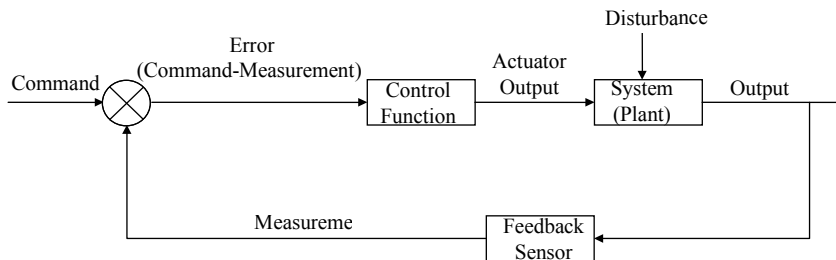 Disturbance
Error
(Command-Measurement)
Command
Actuator
Output
Control
Function
System
(Plant)
Output
Measureme
Feedback
Sensor